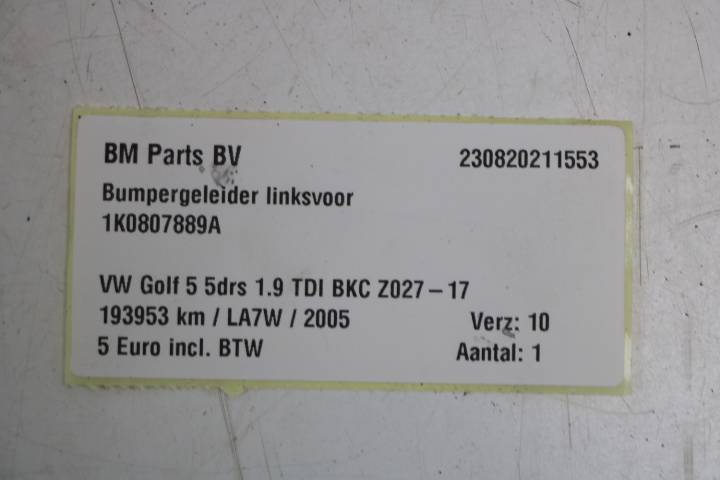 BM Parts BV 230820211553
Bumpergeleider linksvoor
1K0807889A
VW Golf 5 5drs 1.9 TDI BKC Z027-17
193953 km / LA7W / 2005 Verz: 10
5 Euro incl. BTW Aantal: 1